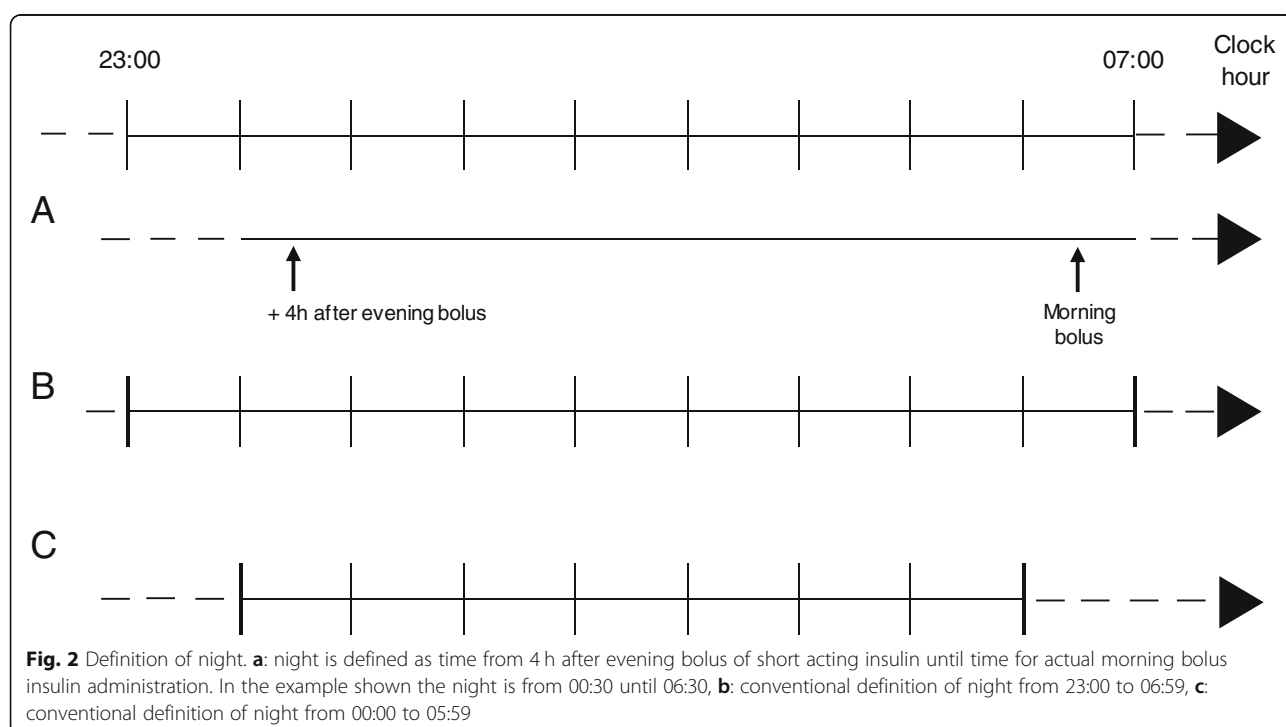 23:00
07:00
Clock
hour
A
+ 4h after evening bolus
Morning
bolus
B
C
Fig. 2 Definition of night. a: night is defined as time from 4 h after evening bolus of short acting insulin until time for actual morning bolus
insulin administration. In the example shown the night is from 00:30 until 06:30, b: conventional definition of night from 23:00 to 06:59, c:
conventional definition of night from 00:00 to 05:59